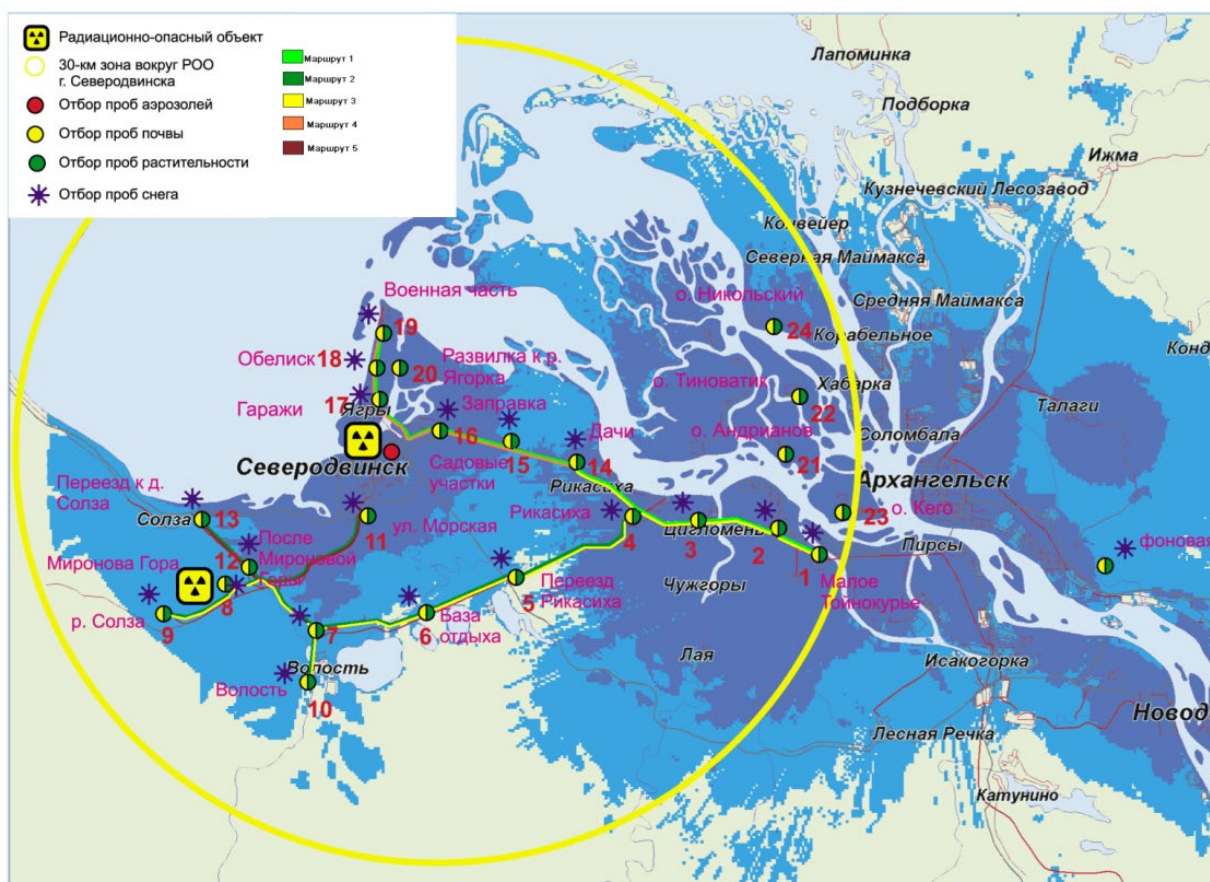 Радиационно-опасный объект
30-км зона вокруг РОО
г. Северодвинска
Отбор проб аэрозолей
Отбор проб почвы
Отбор проб растительности
Отбор проб снега
Маршрут 1
Маршрут 2
Маршрут 3
Маршрут 4
Маршрут 5
Лапоминка
Подборка
Ижма
Кузнечевский Лесозавод
Конвейер
Северная Маймакса
Средняя Маймакса
о. Никольский
24
Корабельное
Конд
Военная часть
19
Обелиск 18
20
Развилка к р.
Ягорка
о. Тиноватик
Хабарка
22
Талаги
Гаражи
17
Ягры
Заправка
16
15
Дачи
14
о. Андрианов
21
Соломбала
Северодвинск
Садовые
участки
Рикасиха
Архангельск
Переезд к д.
Солза
Солза
13
11
ул. Морская
Рикасиха
4
Цигломень
3
2
23
о. Кего
Пирсы
1
фоновая
Миронова Гора
12
После
Мироновой
Горы
8
р. Солза
9
5
Переезд
Рикасиха
Чужгоры
Малое
Тойнокурье
7
6
База
отдыха
Волость
Волость
10
Лая
Исакогорка
Новод
Лесная Речка
Катунино